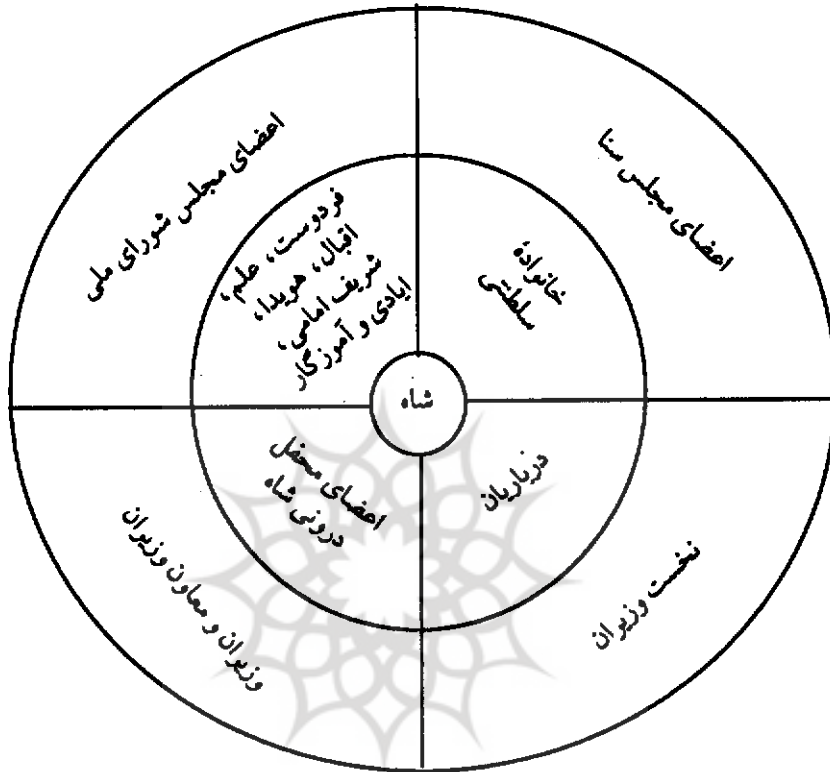 اعضای مجلس سنا
اعضای مجلس شورای ملی
خانوادهٔ
سلطنتی
فردوست، علم،
اقبال، هویدا،
شریف امامی،
ایادی و آموزگار
شاه
درباریان
اعضای محفل
درونی شاه
نخست وزیران
وزیران و معاون وزیران